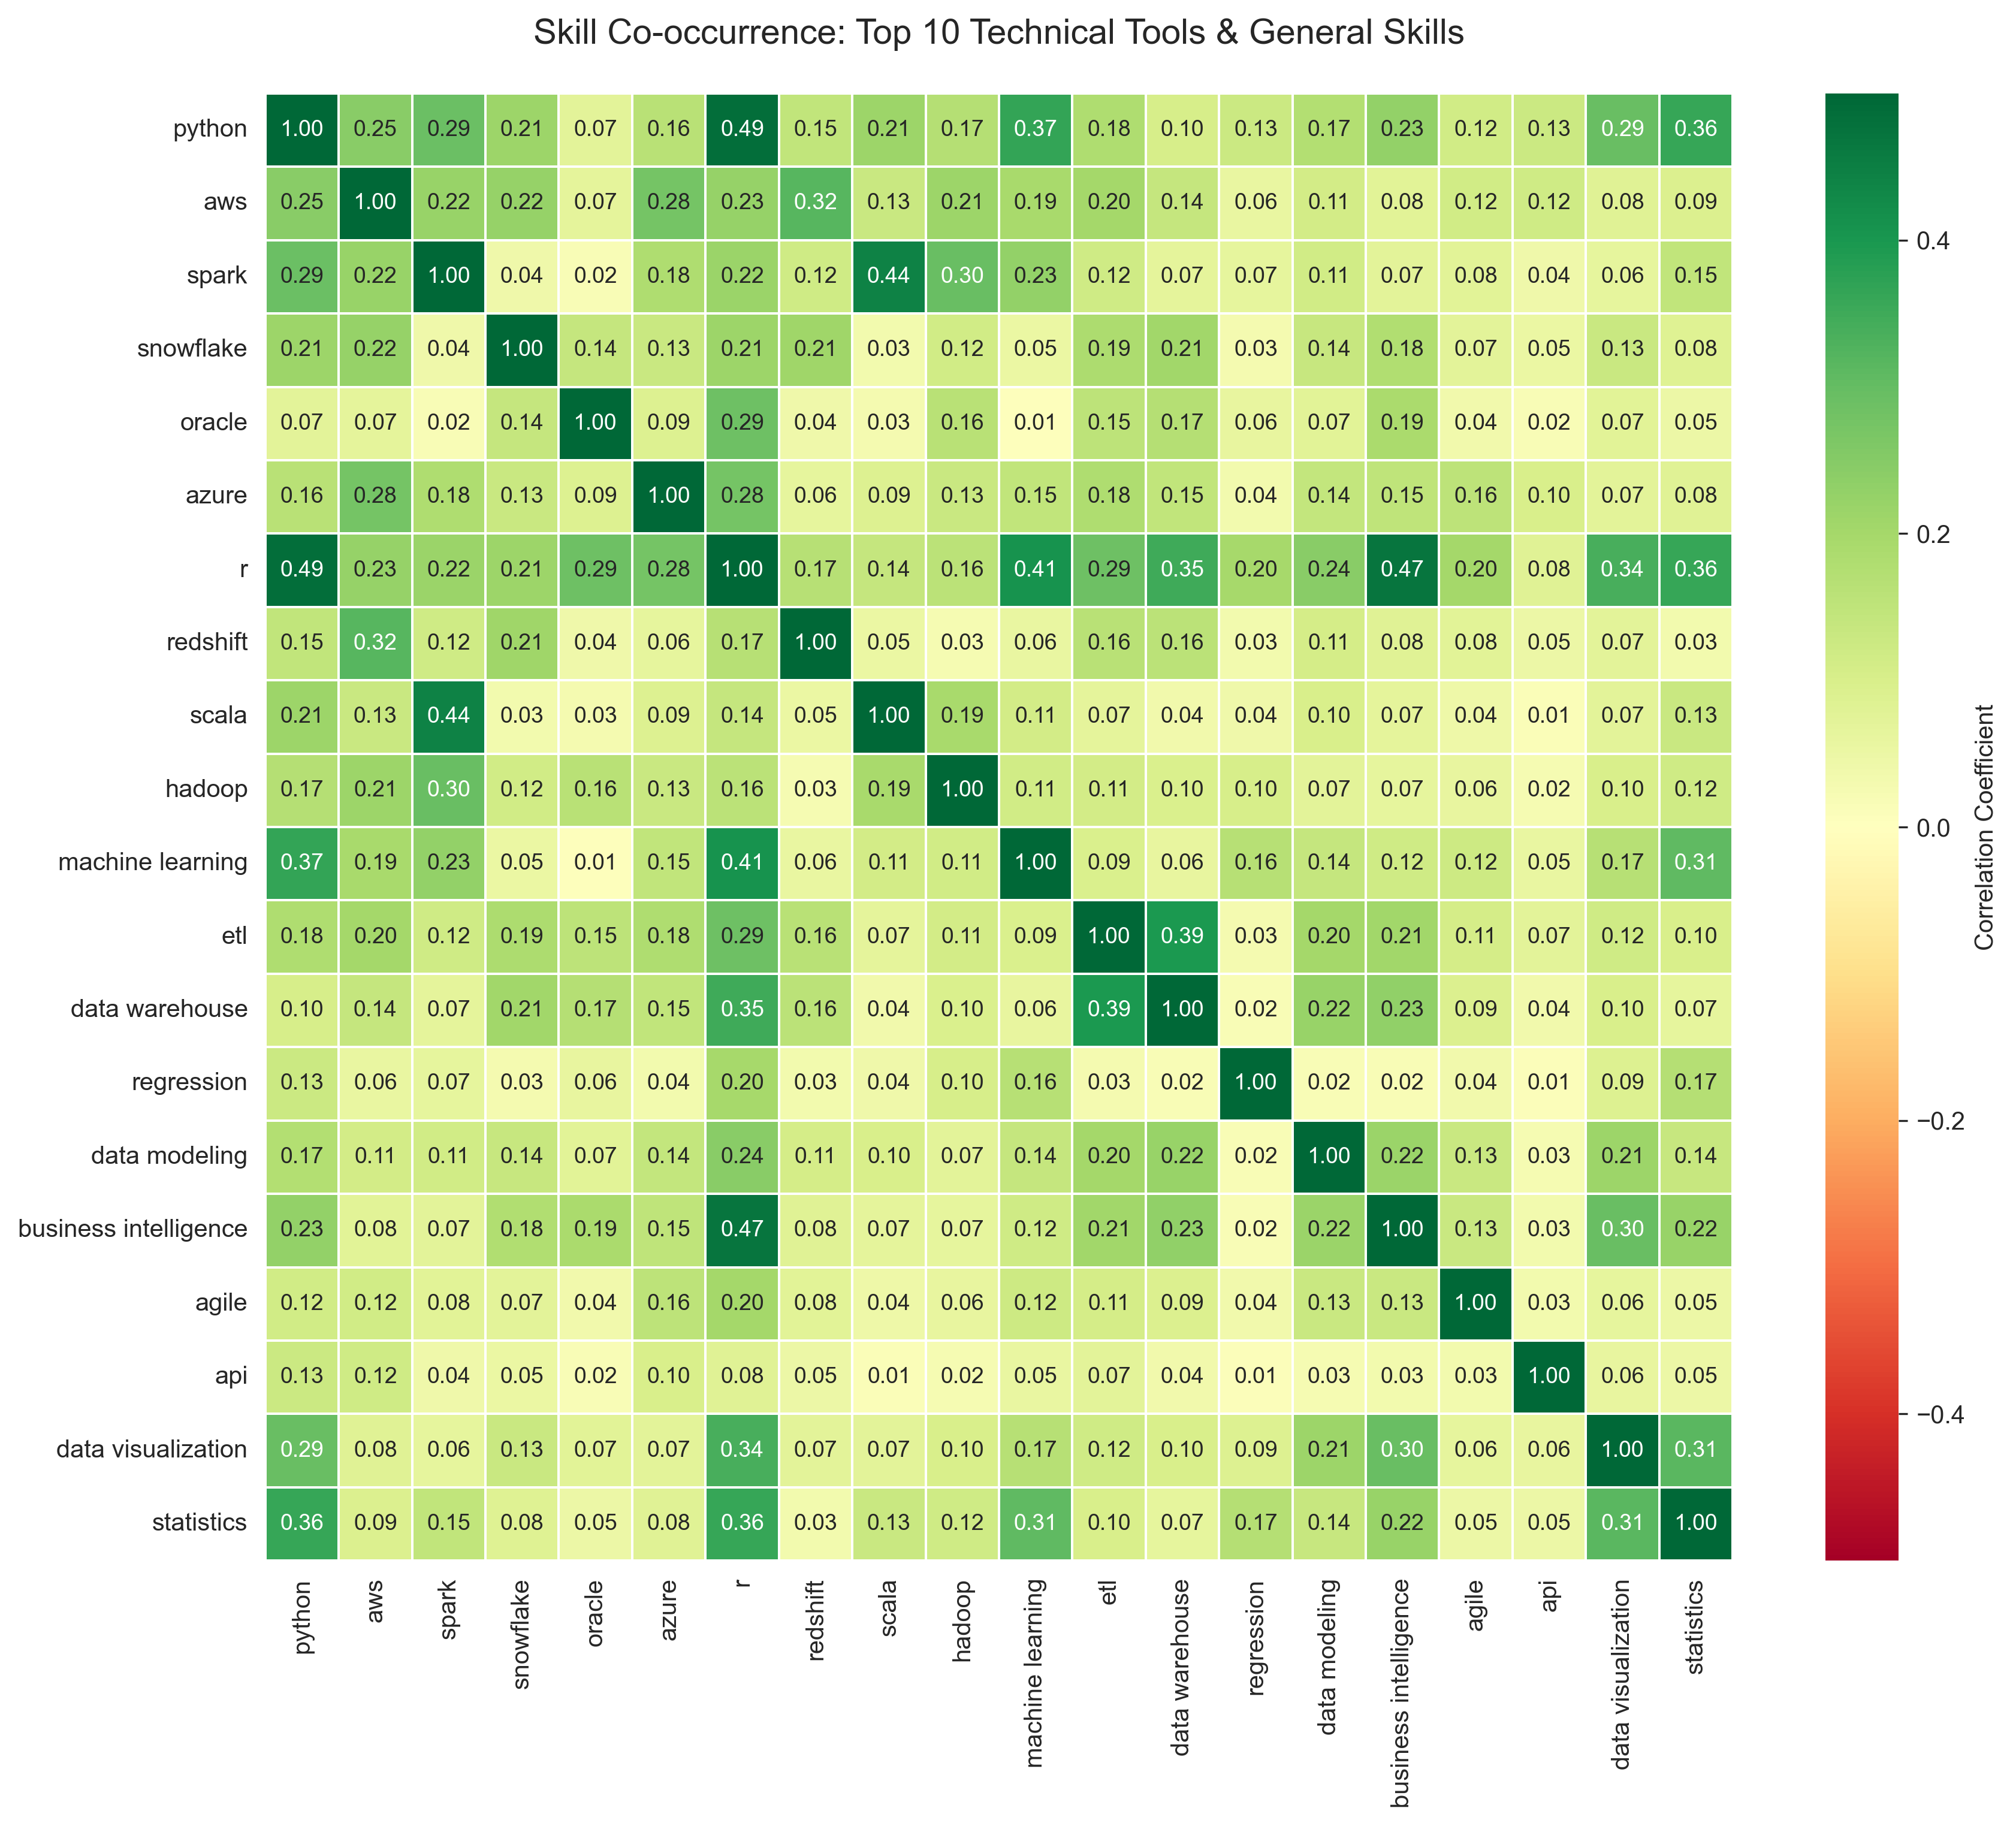 Skill Co-occurrence: Top 10 Technical Tools & General Skills
python 1.00 0.25 0.29 0.21 0.07 0.16 0.49 0.15 0.21 0.17 0.37 0.18 0.10 0.13 0.17 0.23 0.12 0.13 0.29 0.36
aws 0.25 1.00 0.22 0.22 0.07 0.28 0.23 0.32 0.13 0.21 0.19 0.20 0.14 0.06 0.11 0.08 0.12 0.12 0.08 0.09
spark 0.29 0.22 1.00 0.04 0.02 0.18 0.22 0.12 0.44 0.30 0.23 0.12 0.07 0.07 0.11 0.07 0.08 0.04 0.06 0.15
snowflake 0.21 0.22 0.04 1.00 0.14 0.13 0.21 0.21 0.03 0.12 0.05 0.19 0.21 0.03 0.14 0.18 0.07 0.05 0.13 0.08
oracle 0.07 0.07 0.02 0.14 1.00 0.09 0.29 0.04 0.03 0.16 0.01 0.15 0.17 0.06 0.07 0.19 0.04 0.02 0.07 0.05
azure 0.16 0.28 0.18 0.13 0.09 1.00 0.28 0.06 0.09 0.13 0.15 0.18 0.15 0.04 0.14 0.15 0.16 0.10 0.07 0.08
r 0.49 0.23 0.22 0.21 0.29 0.28 1.00 0.17 0.14 0.16 0.41 0.29 0.35 0.20 0.24 0.47 0.20 0.08 0.34 0.36
redshift 0.15 0.32 0.12 0.21 0.04 0.06 0.17 1.00 0.05 0.03 0.06 0.16 0.16 0.03 0.11 0.08 0.08 0.05 0.07 0.03
scala 0.21 0.13 0.44 0.03 0.03 0.09 0.14 0.05 1.00 0.19 0.11 0.07 0.04 0.04 0.10 0.07 0.04 0.01 0.07 0.13
hadoop 0.17 0.21 0.30 0.12 0.16 0.13 0.16 0.03 0.19 1.00 0.11 0.11 0.10 0.10 0.07 0.07 0.06 0.02 0.10 0.12
machine learning 0.37 0.19 0.23 0.05 0.01 0.15 0.41 0.06 0.11 0.11 1.00 0.09 0.06 0.16 0.14 0.12 0.12 0.05 0.17 0.31
etl 0.18 0.20 0.12 0.19 0.15 0.18 0.29 0.16 0.07 0.11 0.09 1.00 0.39 0.03 0.20 0.21 0.11 0.07 0.12 0.10
data warehouse 0.10 0.14 0.07 0.21 0.17 0.15 0.35 0.16 0.04 0.10 0.06 0.39 1.00 0.02 0.22 0.23 0.09 0.04 0.10 0.07
regression 0.13 0.06 0.07 0.03 0.06 0.04 0.20 0.03 0.04 0.10 0.16 0.03 0.02 1.00 0.02 0.02 0.04 0.01 0.09 0.17
data modeling 0.17 0.11 0.11 0.14 0.07 0.14 0.24 0.11 0.10 0.07 0.14 0.20 0.22 0.02 1.00 0.22 0.13 0.03 0.21 0.14
business intelligence 0.23 0.08 0.07 0.18 0.19 0.15 0.47 0.08 0.07 0.07 0.12 0.21 0.23 0.02 0.22 1.00 0.13 0.03 0.30 0.22
agile 0.12 0.12 0.08 0.07 0.04 0.16 0.20 0.08 0.04 0.06 0.12 0.11 0.09 0.04 0.13 0.13 1.00 0.03 0.06 0.05
api 0.13 0.12 0.04 0.05 0.02 0.10 0.08 0.05 0.01 0.02 0.05 0.07 0.04 0.01 0.03 0.03 0.03 1.00 0.06 0.05
data visualization 0.29 0.08 0.06 0.13 0.07 0.07 0.34 0.07 0.07 0.10 0.17 0.12 0.10 0.09 0.21 0.30 0.06 0.06 1.00 0.31
statistics 0.36 0.09 0.15 0.08 0.05 0.08 0.36 0.03 0.13 0.12 0.31 0.10 0.07 0.17 0.14 0.22 0.05 0.05 0.31 1.00
python
aws
spark
snowflake
oracle
azure
r
redshift
scala
hadoop
machine learning
etl
data warehouse
regression
data modeling
business intelligence
agile
api
data visualization
statistics
0.4
0.2
0.0
−0.2
−0.4
Correlation Coefficient